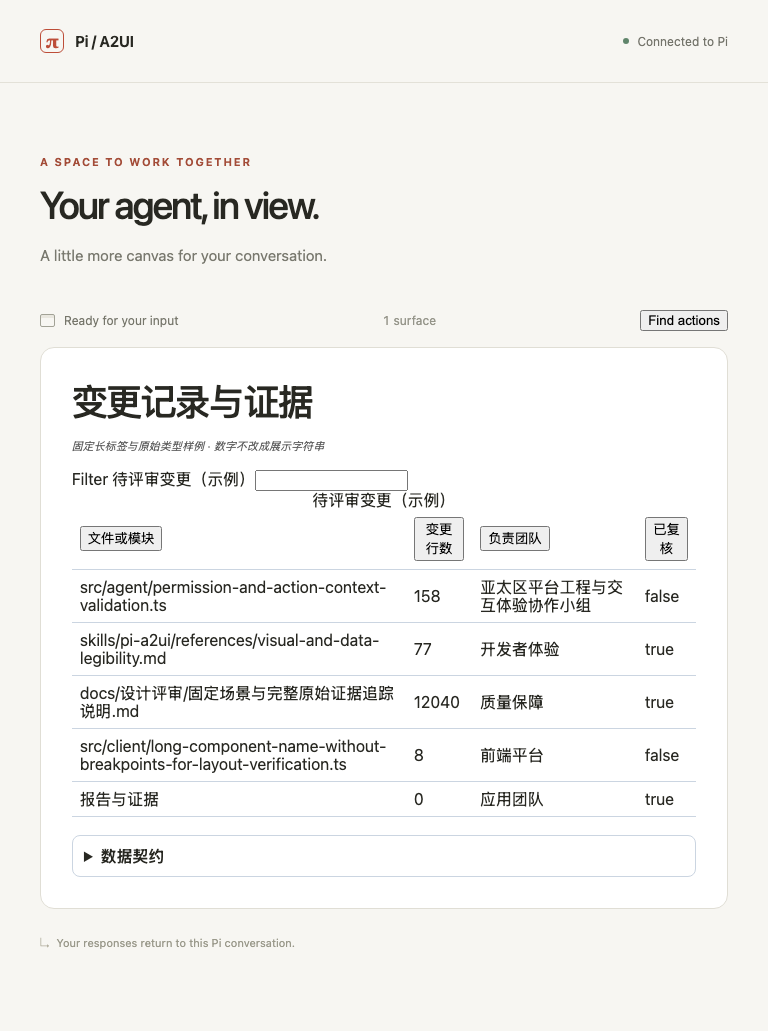 π Pi / A2UI
Connected to Pi
A SPACE TO WORK TOGETHER
Your agent, in view.
A little more canvas for your conversation.
Ready for your input
1 surface
Find actions
变更记录与证据
固定长标签与原始类型样例 · 数字不改成展示字符串
Filter 待评审变更（示例）
待评审变更（示例）
文件或模块
变更
行数
负责团队
已复
核
src/agent/permission-and-action-context-
validation.ts
158
亚太区平台工程与交
互体验协作小组
false
skills/pi-a2ui/references/visual-and-data-
legibility.md
77
开发者体验
true
docs/设计评审/固定场景与完整原始证据追踪
说明.md
12040
质量保障
true
src/client/long-component-name-without-
breakpoints-for-layout-verification.ts
8
前端平台
false
报告与证据
0
应用团队
true
数据契约
Your responses return to this Pi conversation.